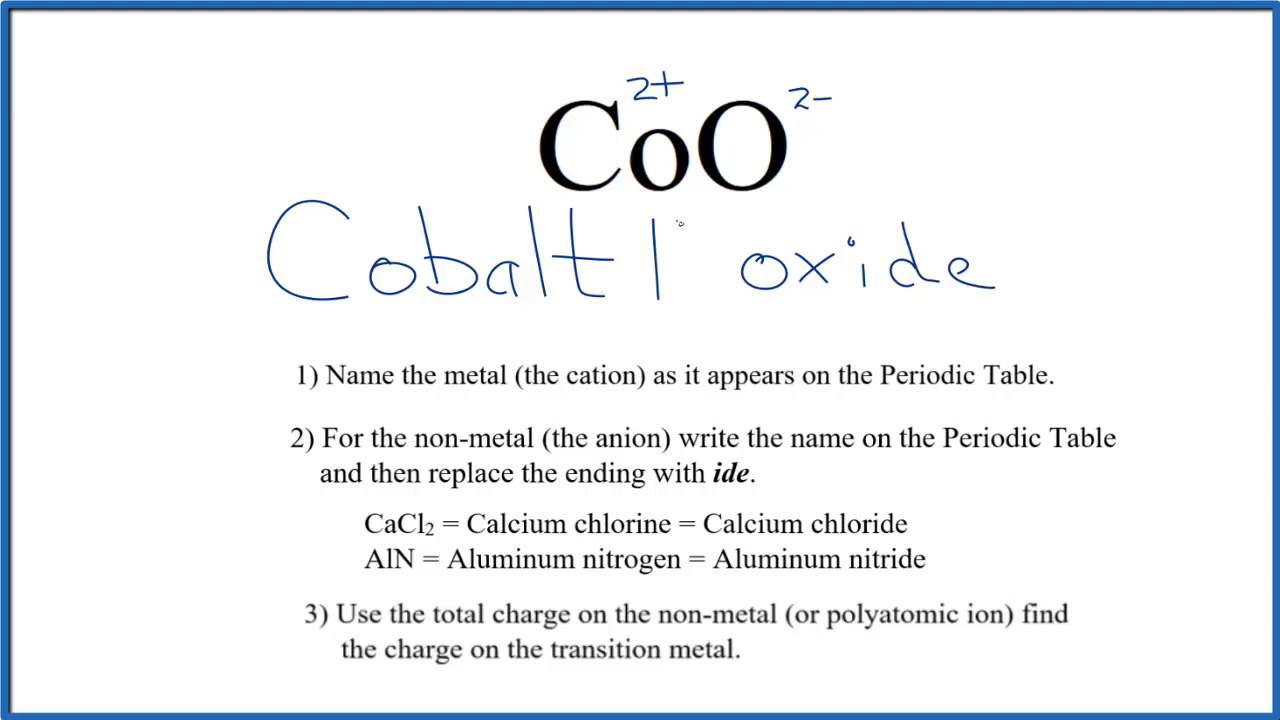 2+ 2-
CoO
Cobalt | oxide
1) Name the metal (the cation) as it appears on the Periodic Table.
2) For the non-metal (the anion) write the name on the Periodic Table
and then replace the ending with ide.
CaCl₂ = Calcium chlorine = Calcium chloride
AlN = Aluminum nitrogen = Aluminum nitride
3) Use the total charge on the non-metal (or polyatomic ion) find
the charge on the transition metal.